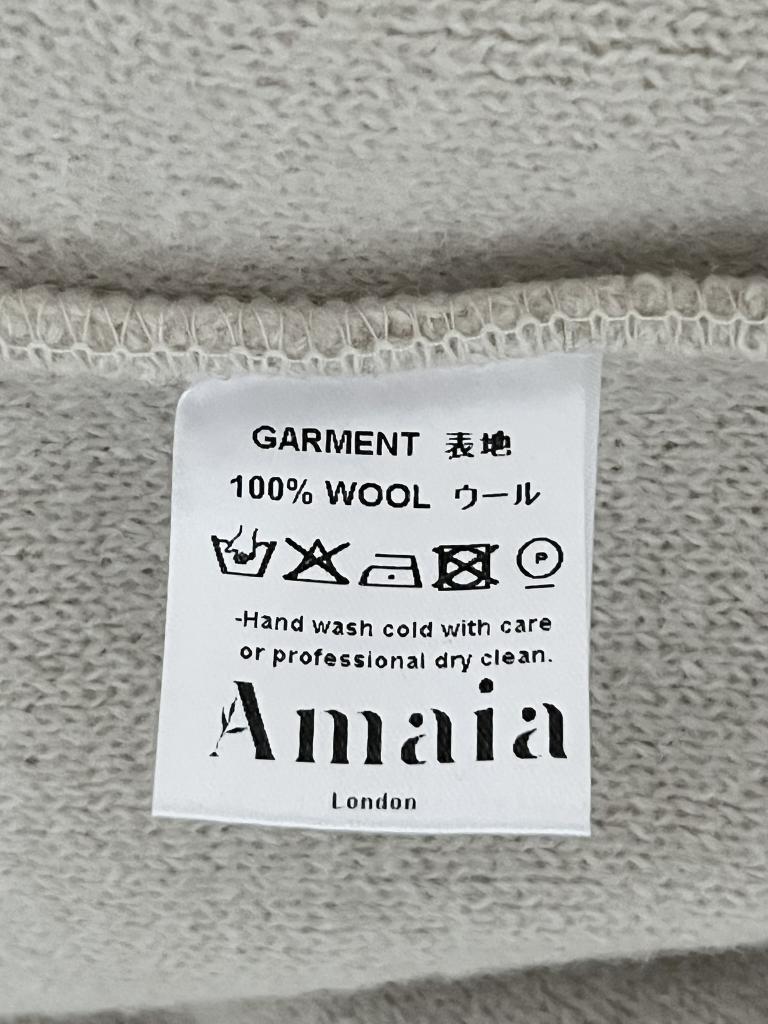 GARMENT 表地
100% WOOL ウール
P
-Hand wash cold with care
or professional dry clean.
Amaia
London